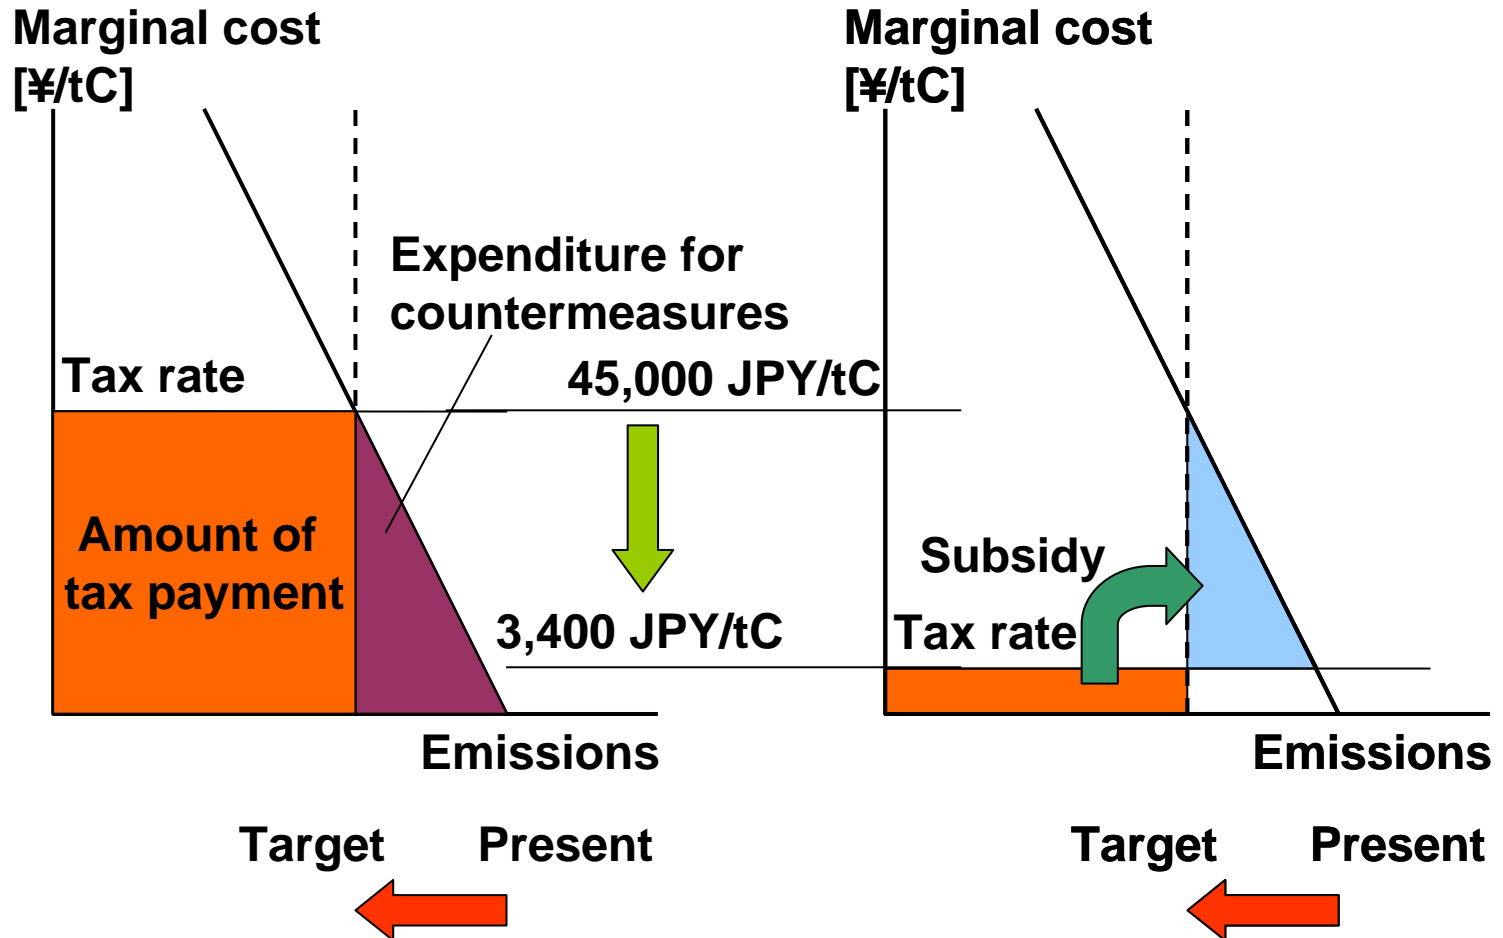 Marginal cost
[¥/tC]
Expenditure for
countermeasures
Tax rate
45,000 JPY/tC
Amount of
tax payment
3,400 JPY/tC
Emissions
Target Present
Marginal cost
[¥/tC]
Subsidy
Tax rate
Emissions
Target Present